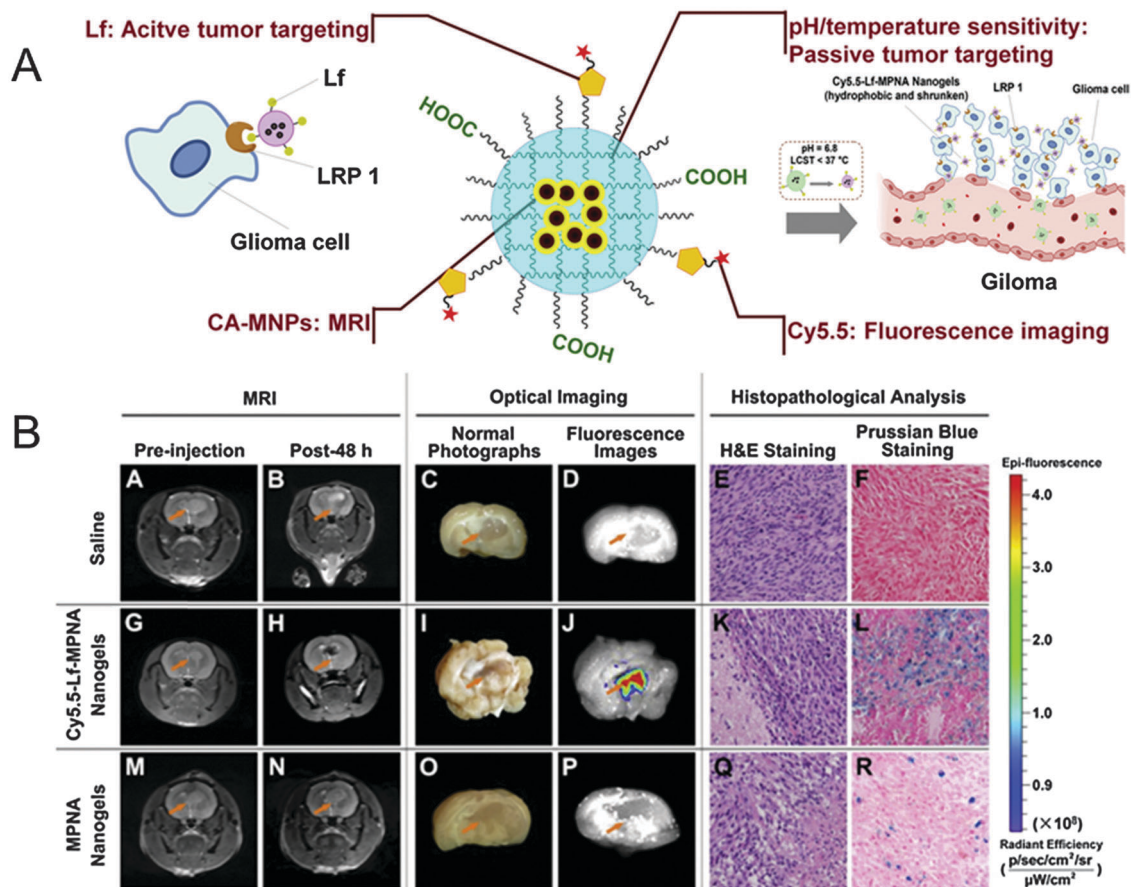 A
Lf: Acitve tumor targeting
pH/temperature sensitivity:
Passive tumor targeting
Lf
LRP 1
Glioma cell
HOOC
COOH
COOH
CA-MNPs: MRI
Cy5.5: Fluorescence imaging
Cy5.5-Lf-MPNA Nanogels
(hydrophobic and shrunken)
LRP 1
Glioma cell
pH = 6.8
LCST < 37 °C
Giloma
B
MRI
Optical Imaging
Histopathological Analysis
Pre-injection
Post-48 h
Normal
Photographs
Fluorescence
Images
H&E Staining
Prussian Blue
Staining
Saline
A
B
C
D
E
F
Cy5.5-Lf-MPNA
Nanogels
G
H
I
J
K
L
MPNA
Nanogels
M
N
O
P
Q
R
Epi-fluorescence
4.0
3.0
2.0
1.0
0.9
(×10⁸)
Radiant Efficiency
(p/sec/cm²/sr
µW/cm²)